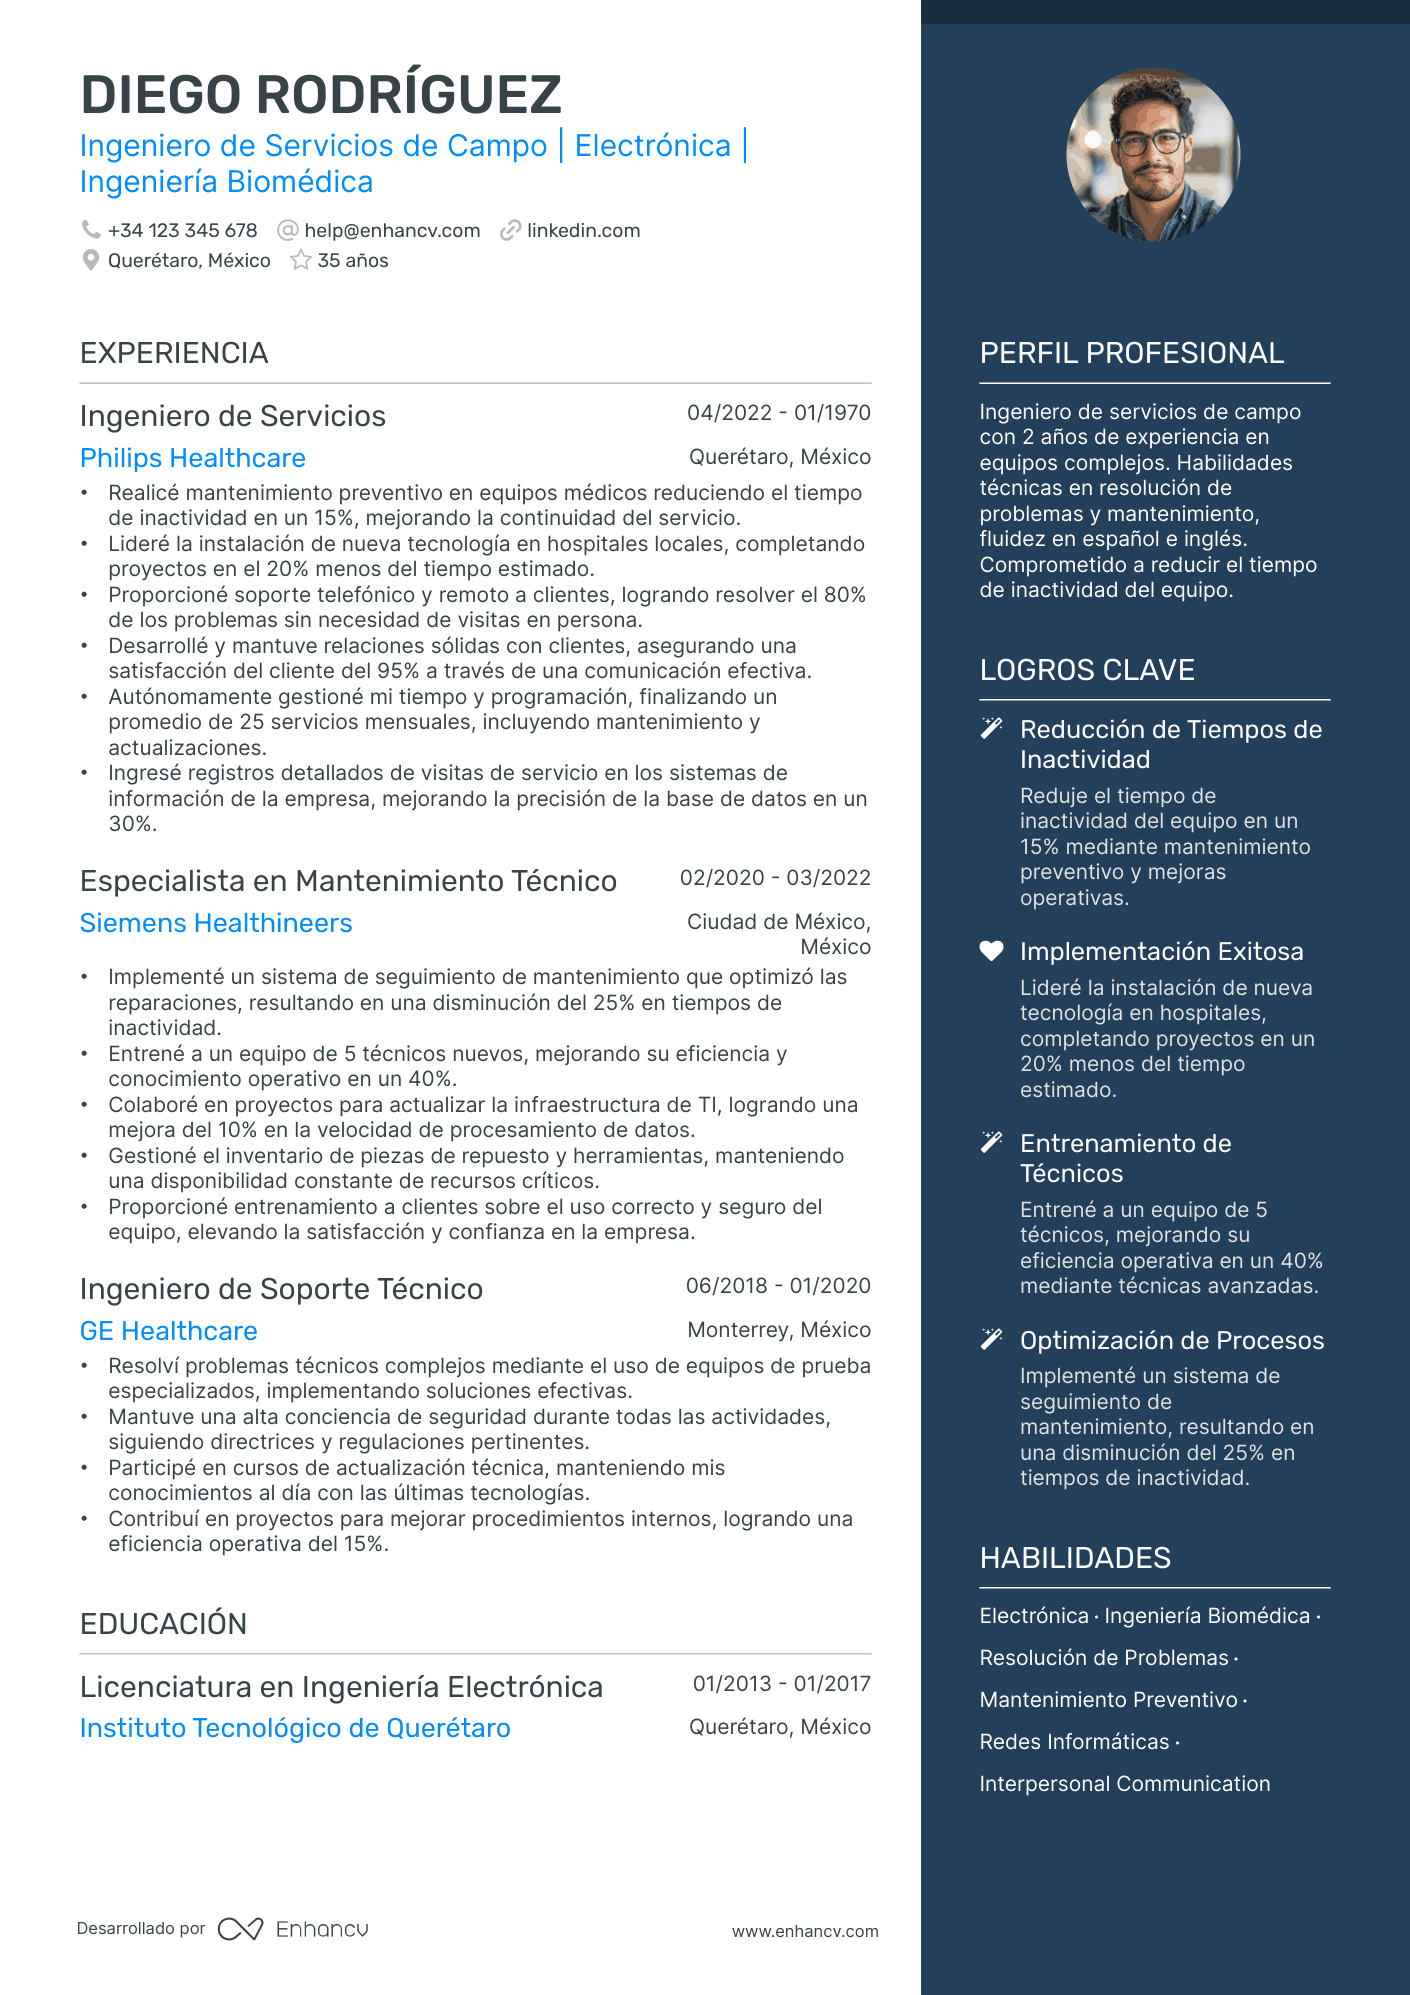 DIEGO RODRÍGUEZ
Ingeniero de Servicios de Campo | Electrónica |
Ingeniería Biomédica
+34 123 345 678 help@enhancv.com linkedin.com
Querétaro, México 35 años
EXPERIENCIA
Ingeniero de Servicios 04/2022 - 01/1970
Philips Healthcare Querétaro, México
• Realicé mantenimiento preventivo en equipos médicos reduciendo el tiempo
de inactividad en un 15%, mejorando la continuidad del servicio.
• Lideré la instalación de nueva tecnología en hospitales locales, completando
proyectos en el 20% menos del tiempo estimado.
• Proporcioné soporte telefónico y remoto a clientes, logrando resolver el 80%
de los problemas sin necesidad de visitas en persona.
• Desarrollé y mantuve relaciones sólidas con clientes, asegurando una
satisfacción del cliente del 95% a través de una comunicación efectiva.
• Autónomamente gestioné mi tiempo y programación, finalizando un
promedio de 25 servicios mensuales, incluyendo mantenimiento y
actualizaciones.
• Ingresé registros detallados de visitas de servicio en los sistemas de
información de la empresa, mejorando la precisión de la base de datos en un
30%.
Especialista en Mantenimiento Técnico 02/2020 - 03/2022
Siemens Healthineers Ciudad de México,
México
• Implementé un sistema de seguimiento de mantenimiento que optimizó las
reparaciones, resultando en una disminución del 25% en tiempos de
inactividad.
• Entrené a un equipo de 5 técnicos nuevos, mejorando su eficiencia y
conocimiento operativo en un 40%.
• Colaboré en proyectos para actualizar la infraestructura de TI, logrando una
mejora del 10% en la velocidad de procesamiento de datos.
• Gestioné el inventario de piezas de repuesto y herramientas, manteniendo
una disponibilidad constante de recursos críticos.
• Proporcioné entrenamiento a clientes sobre el uso correcto y seguro del
equipo, elevando la satisfacción y confianza en la empresa.
Ingeniero de Soporte Técnico 06/2018 - 01/2020
GE Healthcare Monterrey, México
• Resolví problemas técnicos complejos mediante el uso de equipos de prueba
especializados, implementando soluciones efectivas.
• Mantuve una alta conciencia de seguridad durante todas las actividades,
siguiendo directrices y regulaciones pertinentes.
• Participé en cursos de actualización técnica, manteniendo mis
conocimientos al día con las últimas tecnologías.
• Contribuí en proyectos para mejorar procedimientos internos, logrando una
eficiencia operativa del 15%.
EDUCACIÓN
Licenciatura en Ingeniería Electrónica 01/2013 - 01/2017
Instituto Tecnológico de Querétaro Querétaro, México
PERFIL PROFESIONAL
Ingeniero de servicios de campo
con 2 años de experiencia en
equipos complejos. Habilidades
técnicas en resolución de
problemas y mantenimiento,
fluidez en español e inglés.
Comprometido a reducir el tiempo
de inactividad del equipo.
LOGROS CLAVE
Reducción de Tiempos de
Inactividad
Reduje el tiempo de
inactividad del equipo en un
15% mediante mantenimiento
preventivo y mejoras
operativas.
Implementación Exitosa
Lideré la instalación de nueva
tecnología en hospitales,
completando proyectos en un
20% menos del tiempo
estimado.
Entrenamiento de
Técnicos
Entrené a un equipo de 5
técnicos, mejorando su
eficiencia operativa en un 40%
mediante técnicas avanzadas.
Optimización de Procesos
Implementé un sistema de
seguimiento de
mantenimiento, resultando en
una disminución del 25% en
tiempos de inactividad.
HABILIDADES
Electrónica · Ingeniería Biomédica ·
Resolución de Problemas ·
Mantenimiento Preventivo ·
Redes Informáticas ·
Interpersonal Communication
Desarrollado por Enhancv
www.enhancv.com